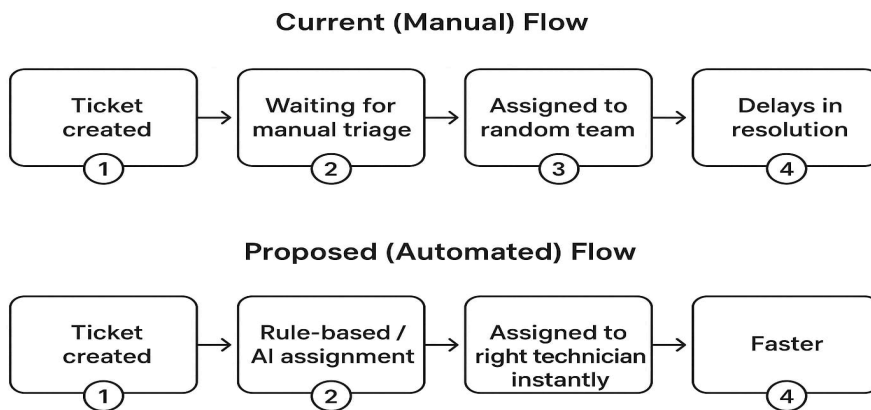 Current (Manual) Flow
Ticket
created
1
Waiting for
manual triage
2
Assigned to
random team
3
Delays in
resolution
4
Proposed (Automated) Flow
Ticket
created
1
Rule-based /
AI assignment
2
Assigned to
right technician
instantly
Faster
4